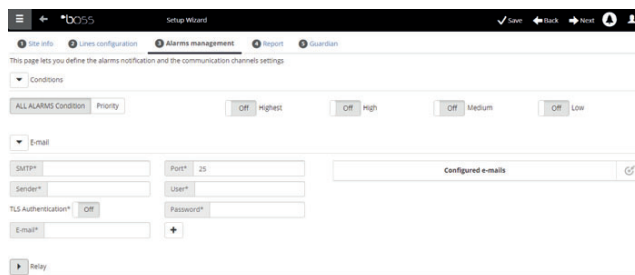 boss Setup Wizard Save Back Next
1 Site info 2 Lines configuration 3 Alarms management 4 Report 5 Guardian
This page lets you define the alarms notification and the communication channels settings
Conditions
ALL ALARMS Condition Priority Off Highest Off High Off Medium Off Low
E-mail
SMTP* Port* 25 Configured e-mails
Sender* User*
TLS Authentication* Off Password*
E-mail* +
Relay